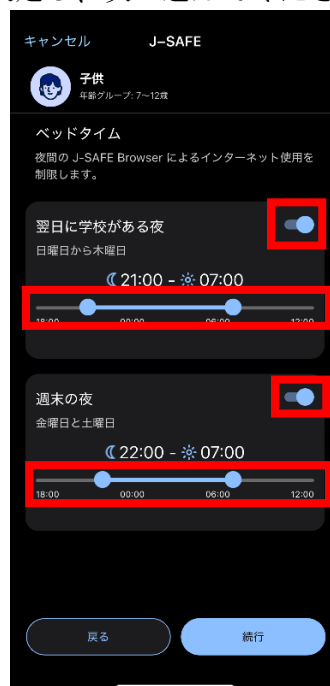 キャンセル J-SAFE
子供
年齢グループ: 7~12歳
ベッドタイム
夜間の J-SAFE Browser によるインターネット使用を
制限します。
翌日に学校がある夜
日曜日から木曜日
21:00 - 07:00
18:00 00:00 06:00 12:00
週末の夜
金曜日と土曜日
22:00 - 07:00
18:00 00:00 06:00 12:00
戻る 続行